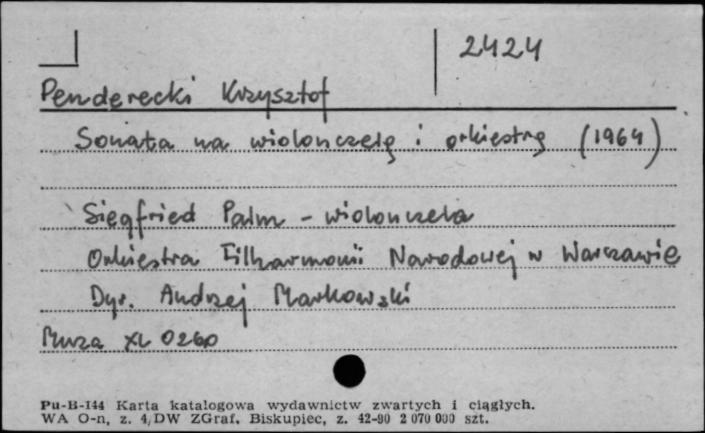 2424
Penderecki Krzysztof
Sonata na wiolonczelę i orkiestrę (1964)
Siegfried Palm - wiolonczela
Orkiestra Filharmonii Narodowej w Warszawie
Dyr. Andrzej Markowski
Muza XL 0260
Pu-B-144 Karta katalogowa wydawnictw zwartych i ciągłych.
WA O-n, z. 4/DW ZGraf. Biskupiec, z. 42-90 2 070 000 szt.